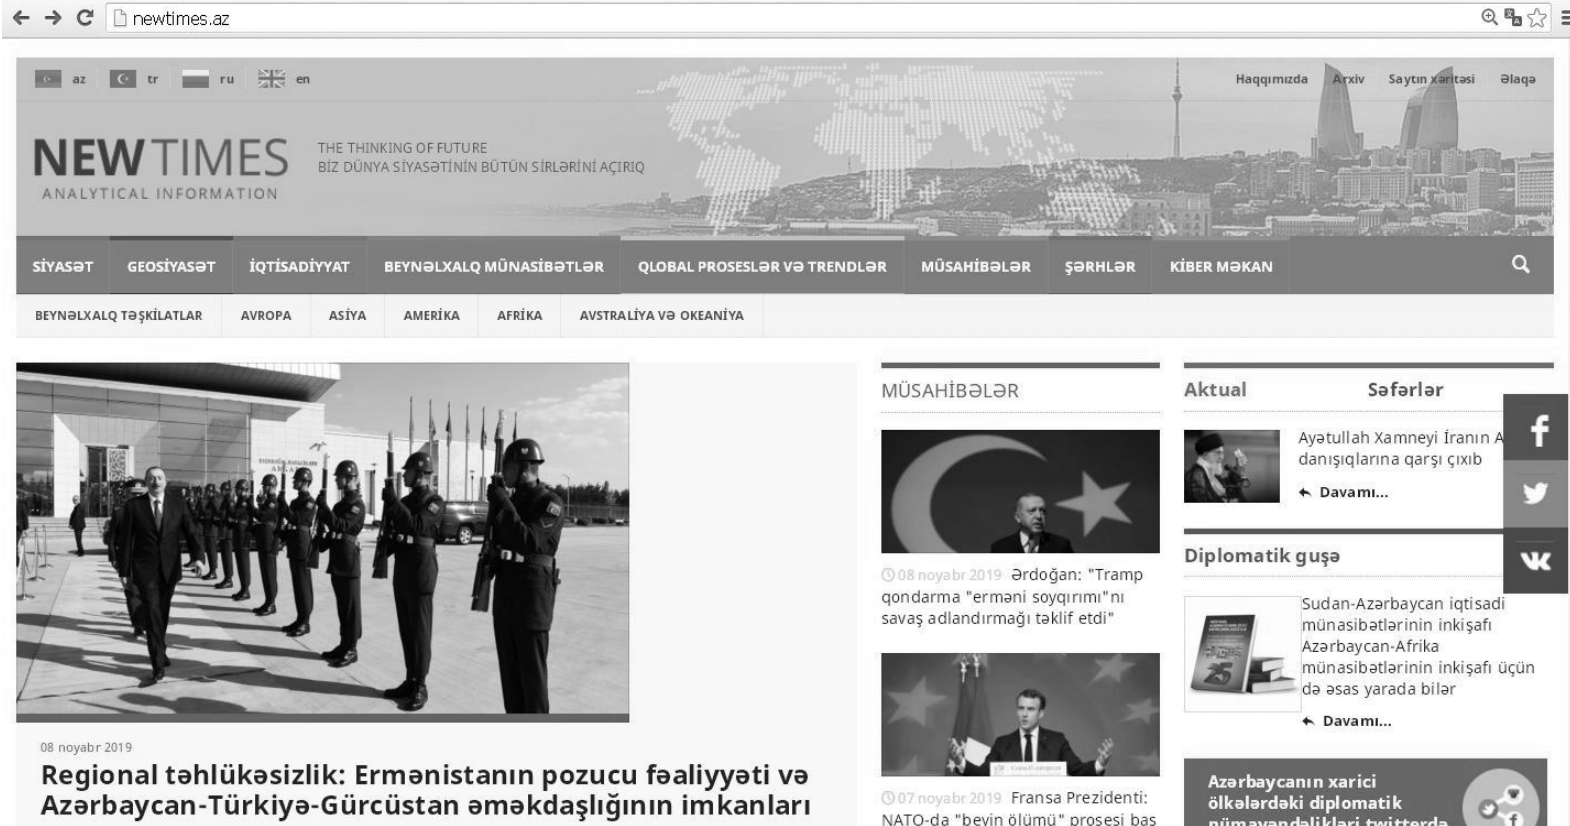 newtimes.az
az tr ru en
Haqqımızda Arxiv Saytın xəritəsi Əlaqə
NEWTIMES
ANALYTICAL INFORMATION
THE THINKING OF FUTURE
BİZ DÜNYA SİYASƏTİNİN BÜTÜN SİRLƏRİNİ AÇIRIQ
SİYASƏT GEOSİYASƏT İQTİSADİYYAT BEYNƏLXALQ MÜNASİBƏTLƏR QLOBAL PROSESLƏR VƏ TRENDLƏR MÜSAHİBƏLƏR ŞƏRHLƏR KİBER MƏKAN
BEYNƏLXALQ TƏŞKİLATLAR AVROPA ASİYA AMERİKA AFRİKA AVSTRALİYA VƏ OKEANİYA
08 noyabr 2019
Regional təhlükəsizlik: Ermənistanın pozucu fəaliyyəti və
Azərbaycan-Türkiyə-Gürcüstan əməkdaşlığının imkanları
MÜSAHİBƏLƏR
08 noyabr 2019 Ərdoğan: "Tramp
qondarma "erməni soyqırımı"nı
savaş adlandırmağı təklif etdi"
07 noyabr 2019 Fransa Prezidenti:
NATO-da "beyin ölümü" prosesi baş
Aktual Səfərlər
Ayətullah Xamneyi İranın A
danışıqlarına qarşı çıxıb
Davamı...
Diplomatik guşə
Sudan-Azərbaycan iqtisadi
münasibətlərinin inkişafı
Azərbaycan-Afrika
münasibətlərinin inkişafı üçün
də əsas yarada bilər
Davamı...
Azərbaycanın xarici
ölkələrdəki diplomatik
nümayəndəlikləri twitterdə